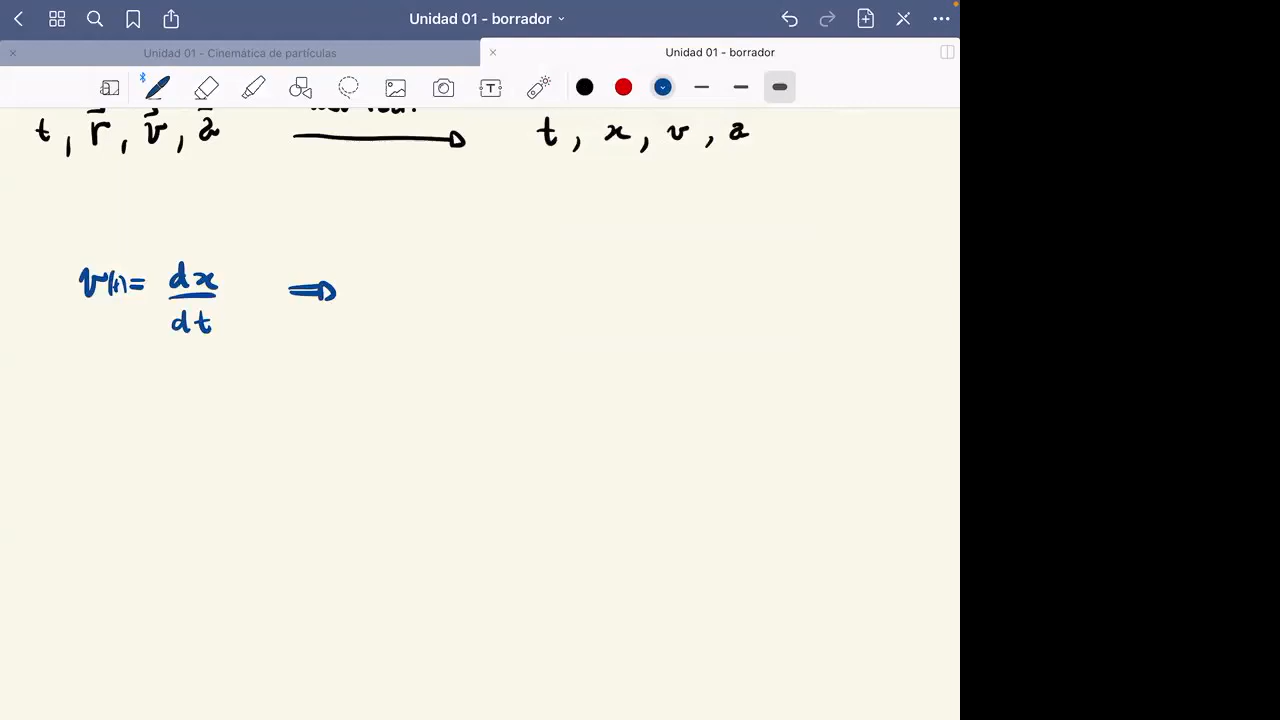 Unidad 01 - borrador
Unidad 01 - Cinemática de partículas
Unidad 01 - borrador
t, r⃗, v⃗, a⃗ → t, x, v, a
v(t) = dx/dt ⇒